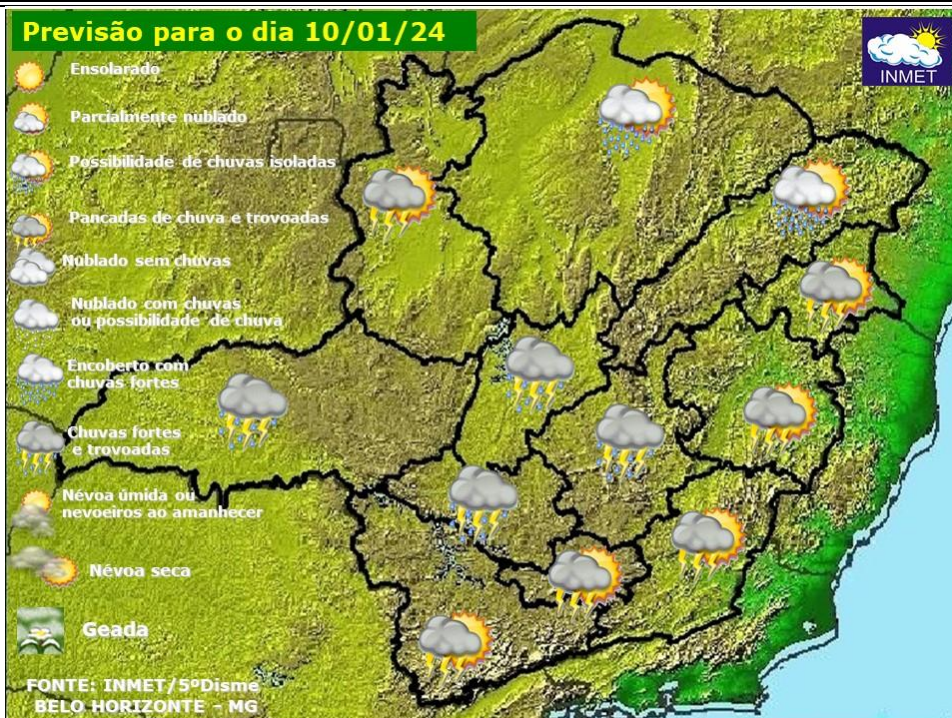 Previsão para o dia 10/01/24
INMET
Ensolarado
Parcialmente nublado
Possibilidade de chuvas isoladas
Pancadas de chuva e trovoadas
Nublado sem chuvas
Nublado com chuvas
ou possibilidade de chuva
Encoberto com
chuvas fortes
Chuvas fortes
e trovoadas
Névoa úmida ou
nevoeiros ao amanhecer
Névoa seca
Geada
FONTE: INMET/5ºDisme
BELO HORIZONTE - MG